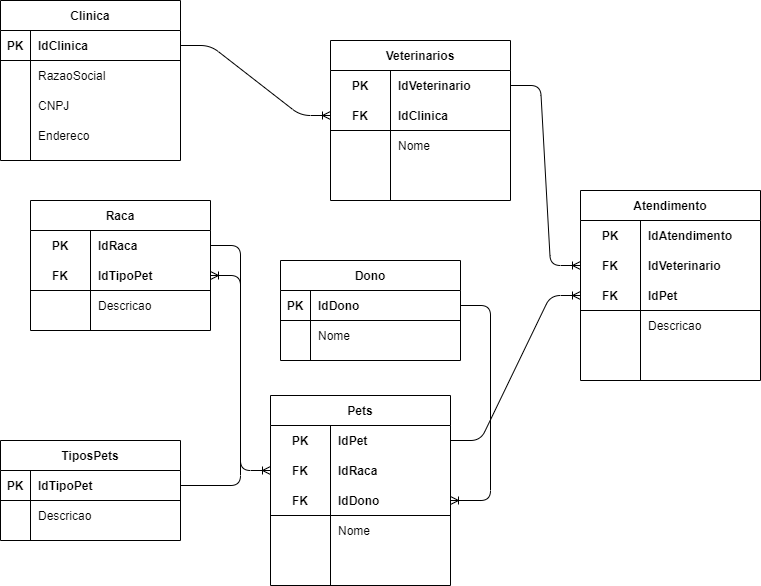 Clinica
PK IdClinica
RazaoSocial
CNPJ
Endereco
Veterinarios
PK IdVeterinario
FK IdClinica
Nome
Raca
PK IdRaca
FK IdTipoPet
Descricao
Dono
PK IdDono
Nome
Atendimento
PK IdAtendimento
FK IdVeterinario
FK IdPet
Descricao
TiposPets
PK IdTipoPet
Descricao
Pets
PK IdPet
FK IdRaca
FK IdDono
Nome